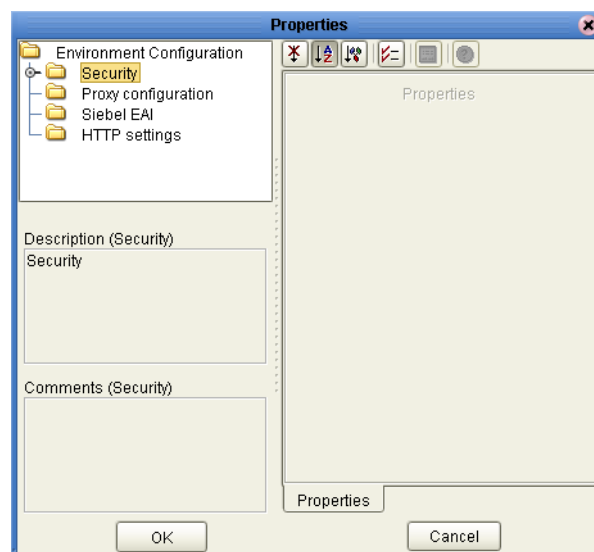 Properties
Environment Configuration
Security
Proxy configuration
Siebel EAI
HTTP settings
Properties
Description (Security)
Security
Comments (Security)
Properties
OK
Cancel